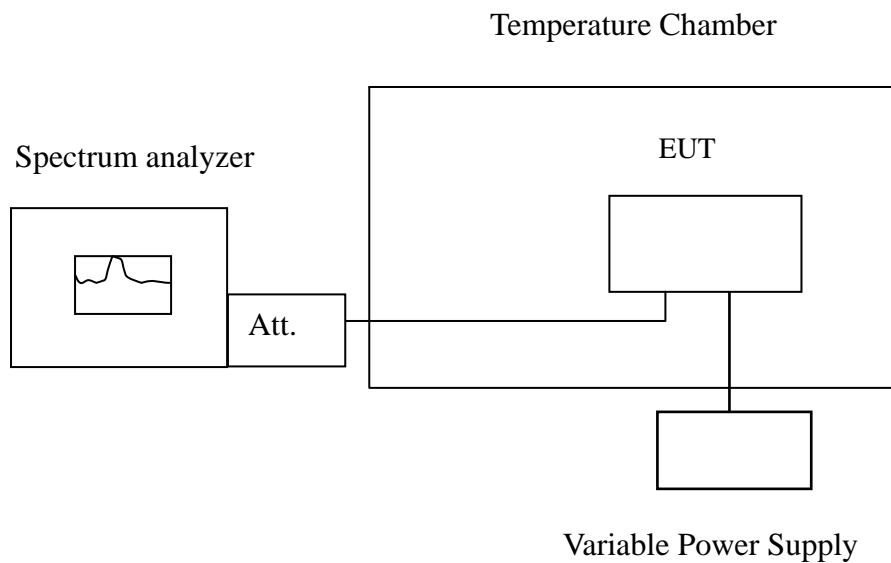 Temperature Chamber
Spectrum analyzer
EUT
Att.
Variable Power Supply